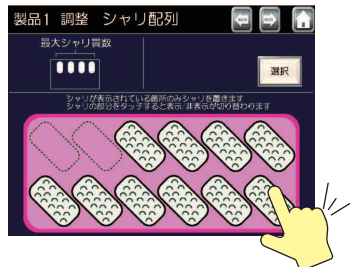 製品1 調整 シャリ配列
最大シャリ貫数
選択
シャリが表示されている箇所のみシャリを置きます
シャリの部分をタッチすると表示/非表示が切り替わります